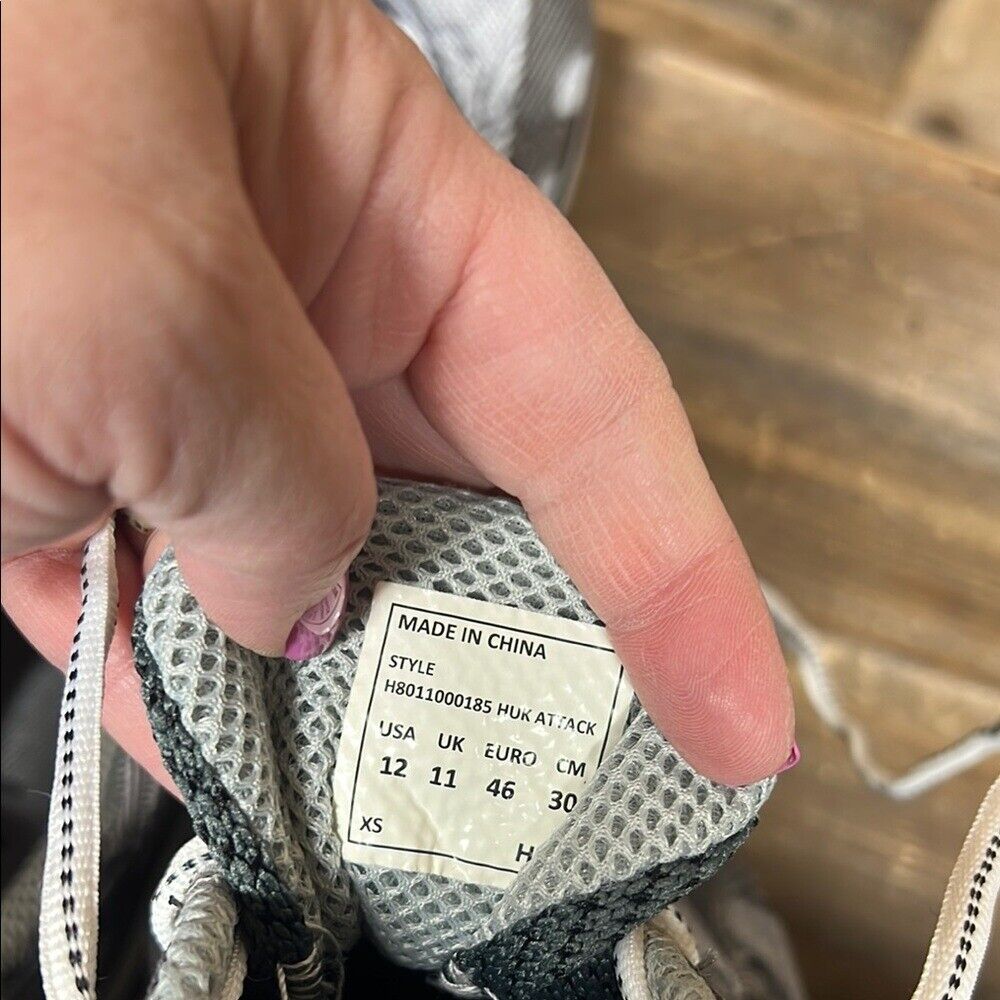 MADE IN CHINA
STYLE
H8011000185 HUK ATTACK
USA UK EURO CM
12 11 46 30
XS
H